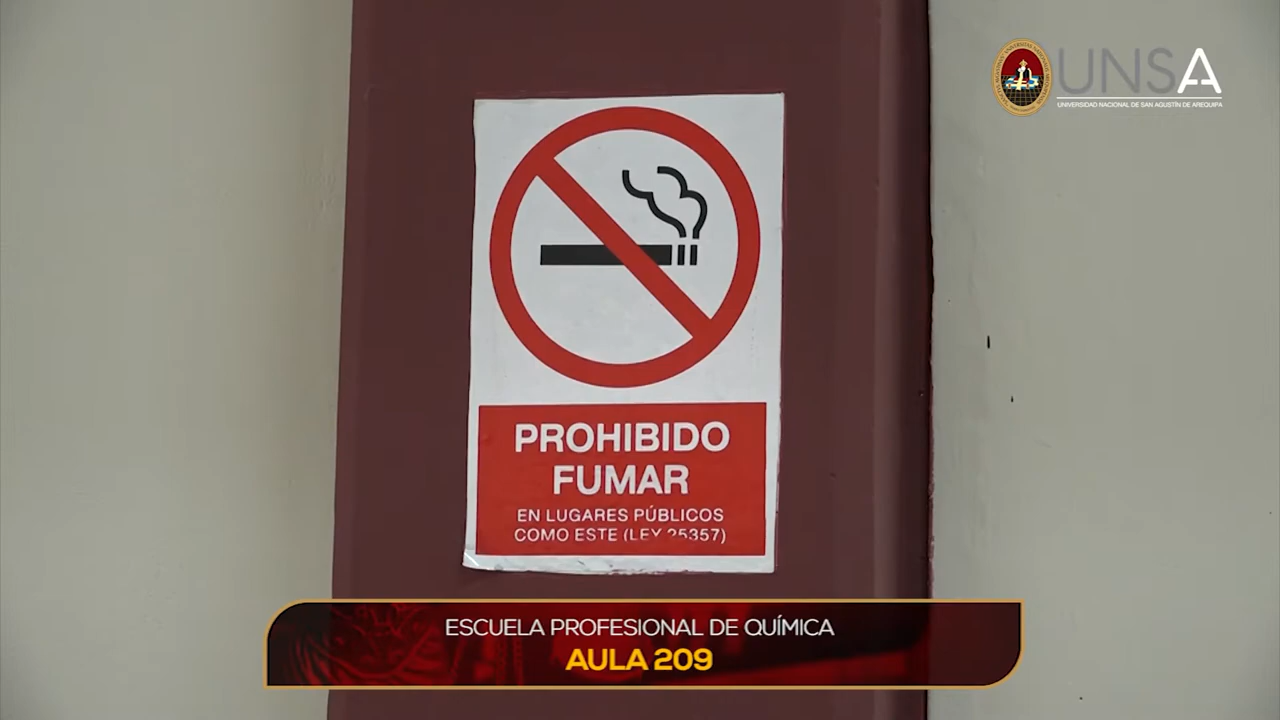 UNSA
UNIVERSIDAD NACIONAL DE SAN AGUSTÍN DE AREQUIPA
PROHIBIDO
FUMAR
EN LUGARES PÚBLICOS
COMO ESTE (LEY 25357)
ESCUELA PROFESIONAL DE QUÍMICA
AULA 209